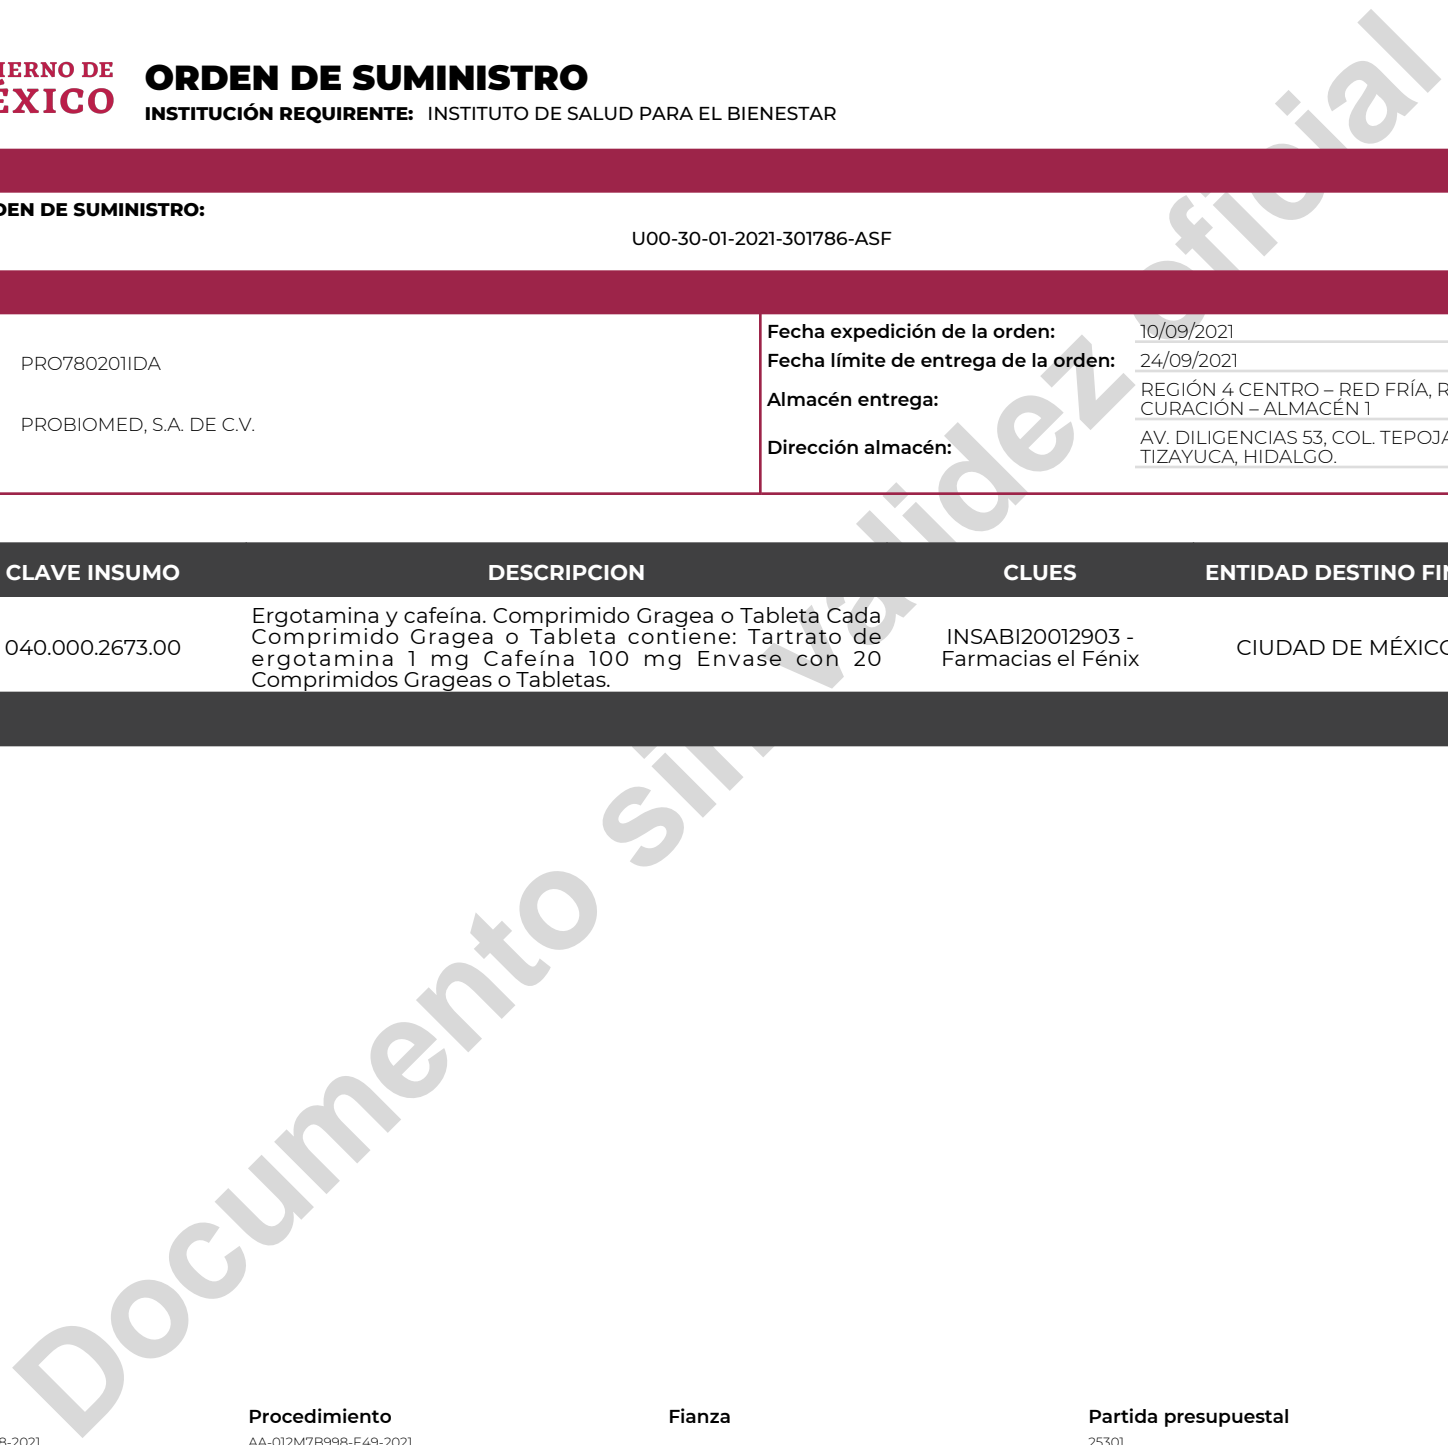 IERNO DE
ÉXICO
ORDEN DE SUMINISTRO
INSTITUCIÓN REQUIRENTE: INSTITUTO DE SALUD PARA EL BIENESTAR
DEN DE SUMINISTRO:
U00-30-01-2021-301786-ASF
PRO780201IDA
PROBIOMED, S.A. DE C.V.
Fecha expedición de la orden: 10/09/2021
Fecha límite de entrega de la orden: 24/09/2021
Almacén entrega: REGIÓN 4 CENTRO – RED FRÍA, R
CURACIÓN – ALMACÉN 1
Dirección almacén: AV. DILIGENCIAS 53, COL. TEPOJA
TIZAYUCA, HIDALGO.
CLAVE INSUMO DESCRIPCION CLUES ENTIDAD DESTINO FIN
040.000.2673.00
Ergotamina y cafeína. Comprimido Gragea o Tableta Cada
Comprimido Gragea o Tableta contiene: Tartrato de
ergotamina 1 mg Cafeína 100 mg Envase con 20
Comprimidos Grageas o Tabletas.
INSABI20012903 -
Farmacias el Fénix
CIUDAD DE MÉXICO
Documento sin validez oficial
Procedimiento Fianza Partida presupuestal
8-2021 AA-012M7B998-E49-2021 25301